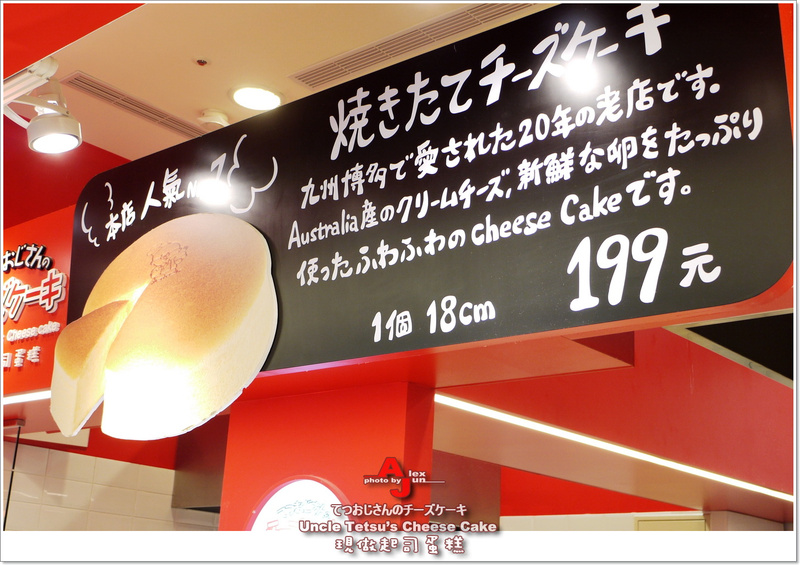 焼きたてチーズケーキ
九州博多で愛された20年の老店です。
Australia産のクリームチーズ,新鮮な卵をたっぷり
使ったふわふわのcheese Cakeです。
1個 18cm
199元
本店人氣No.1
おじさんの
ケーキ
Cheese cake
司蛋糕
Alex
photo by Jun
てつおじさんのチーズケーキ
Uncle Tetsu's Cheese Cake
現做起司蛋糕